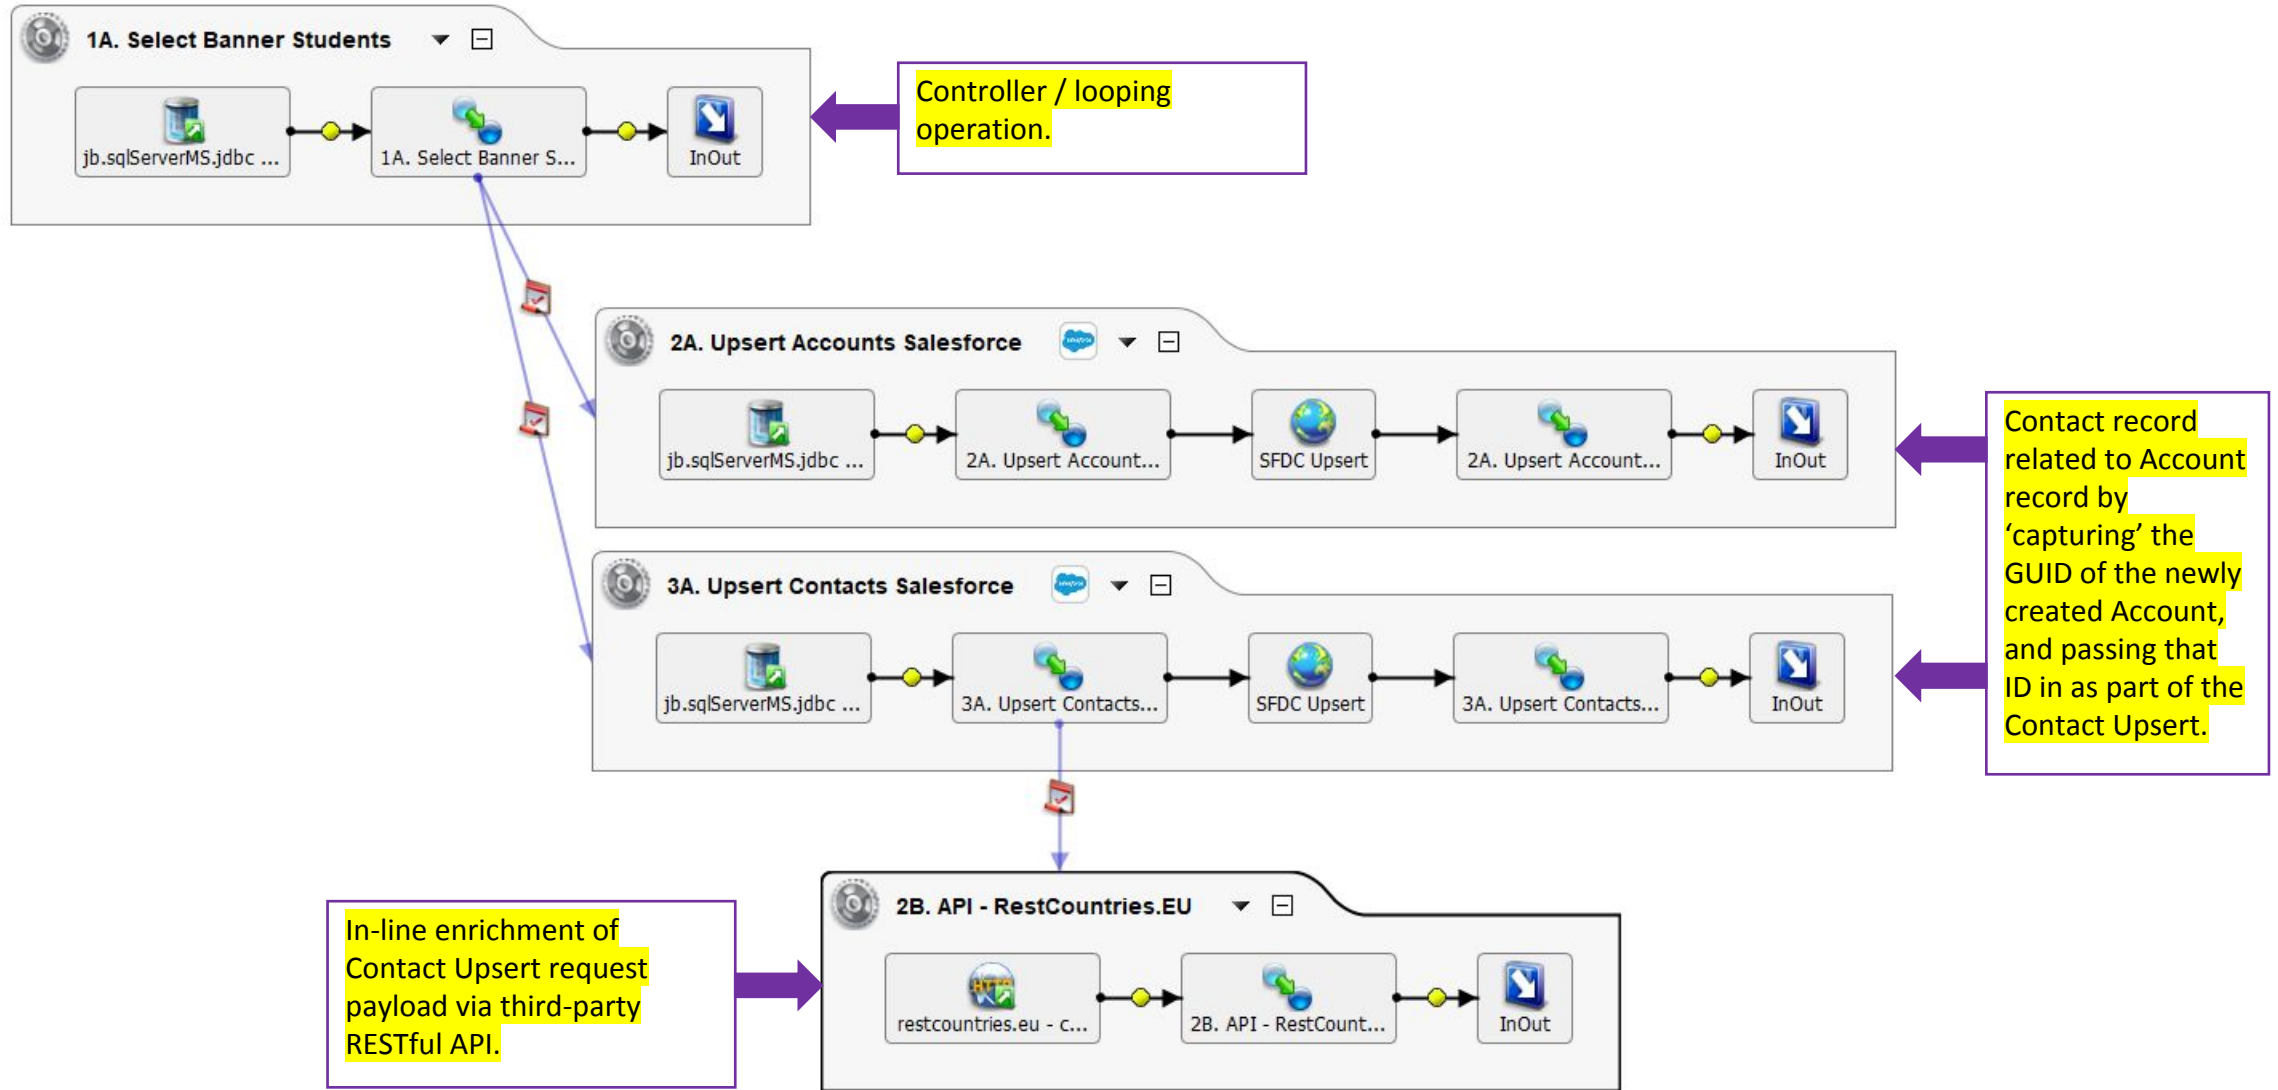 1A. Select Banner Students
jb.sqlServerMS.jdbc ...
1A. Select Banner S...
InOut
Controller / looping
operation.
2A. Upsert Accounts Salesforce
jb.sqlServerMS.jdbc ...
2A. Upsert Account...
SFDC Upsert
2A. Upsert Account...
InOut
3A. Upsert Contacts Salesforce
jb.sqlServerMS.jdbc ...
3A. Upsert Contacts...
SFDC Upsert
3A. Upsert Contacts...
InOut
Contact record
related to Account
record by
‘capturing’ the
GUID of the newly
created Account,
and passing that
ID in as part of the
Contact Upsert.
2B. API - RestCountries.EU
restcountries.eu - c...
2B. API - RestCount...
InOut
In-line enrichment of
Contact Upsert request
payload via third-party
RESTful API.